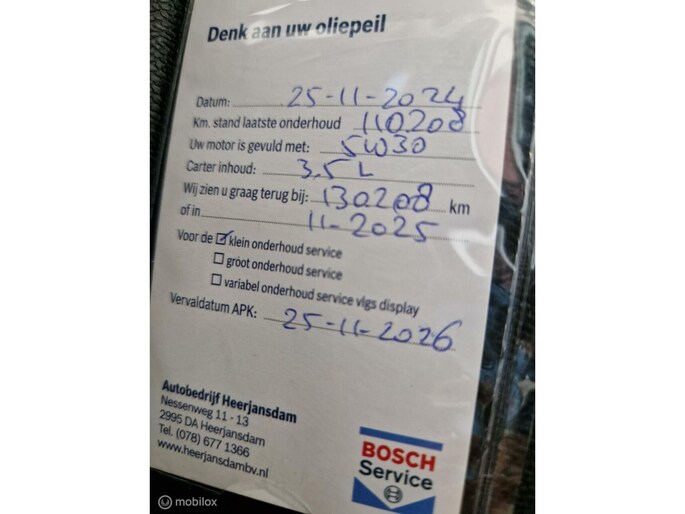 Denk aan uw oliepeil
Datum: 25-11-2024
Km. stand laatste onderhoud 110208
Uw motor is gevuld met: 5W30
Carter inhoud: 3,5 L
Wij zien u graag terug bij: 130208 km
of in 11-2025
Voor de klein onderhoud service
groot onderhoud service
variabel onderhoud service vlgs display
Vervaldatum APK: 25-11-2026
Autobedrijf Heerjansdam
Nessenweg 11 - 13
2995 DA Heerjansdam
Tel. (078) 677 1366
www.heerjansdambv.nl
BOSCH
Service
mobilox